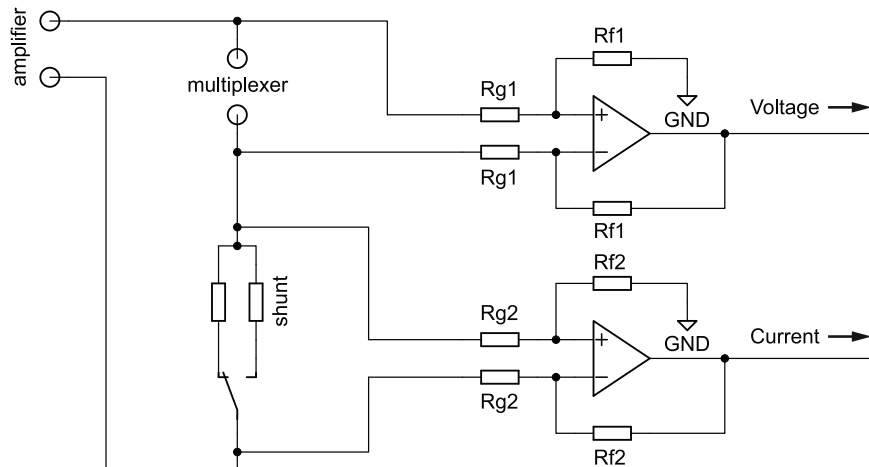 amplifier
multiplexer
Rg1
Rf1
GND
Voltage
Rg1
Rf1
shunt
Rg2
Rf2
GND
Current
Rg2
Rf2